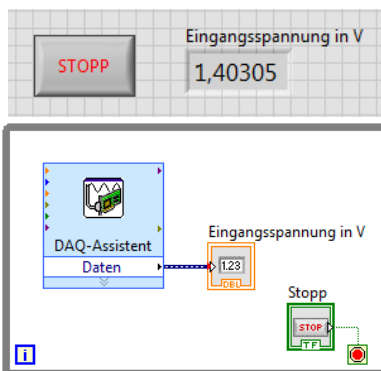 Eingangsspannung in V
STOPP
1,40305
DAQ-Assistent
Daten
Eingangsspannung in V
1.23
DBL
Stopp
STOP
TF
i